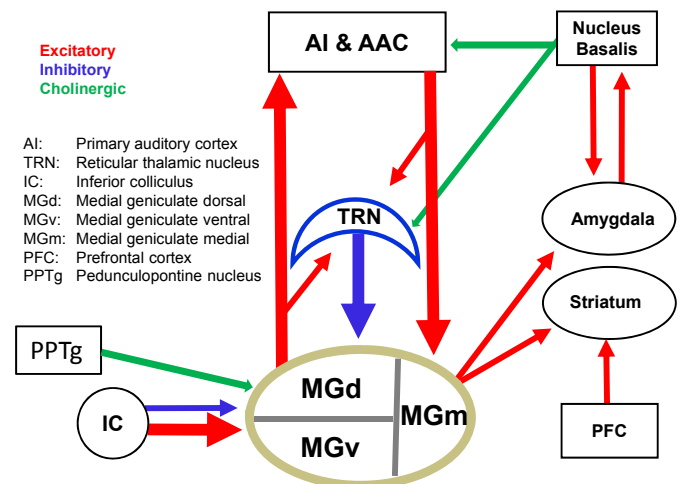 AI & AAC
Nucleus
Basalis
Excitatory
Inhibitory
Cholinergic
AI: Primary auditory cortex
TRN: Reticular thalamic nucleus
IC: Inferior colliculus
MGd: Medial geniculate dorsal
MGv: Medial geniculate ventral
MGm: Medial geniculate medial
PFC: Prefrontal cortex
PPTg Pedunculopontine nucleus
TRN
Amygdala
Striatum
PPTg
MGd
MGm
IC
MGv
PFC